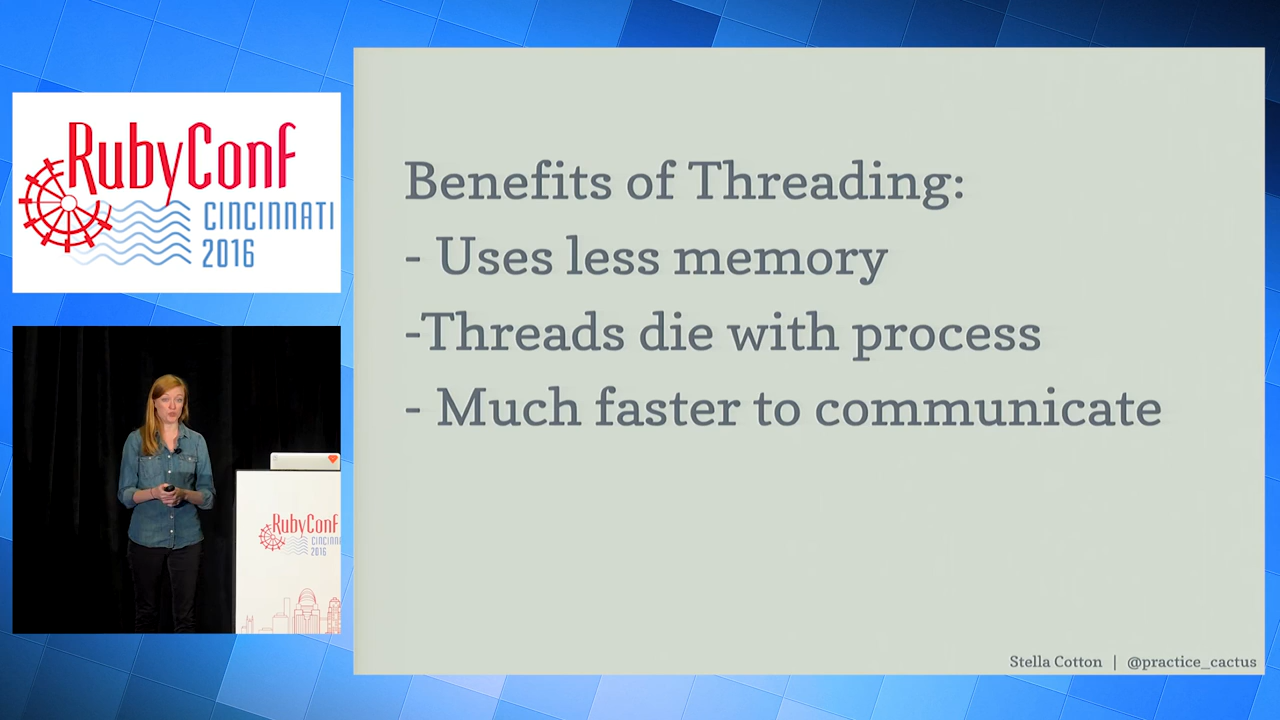 RubyConf
CINCINNATI
2016
Benefits of Threading:
- Uses less memory
-Threads die with process
- Much faster to communicate
RubyConf
CINCINNATI
2016
Stella Cotton | @practice_cactus